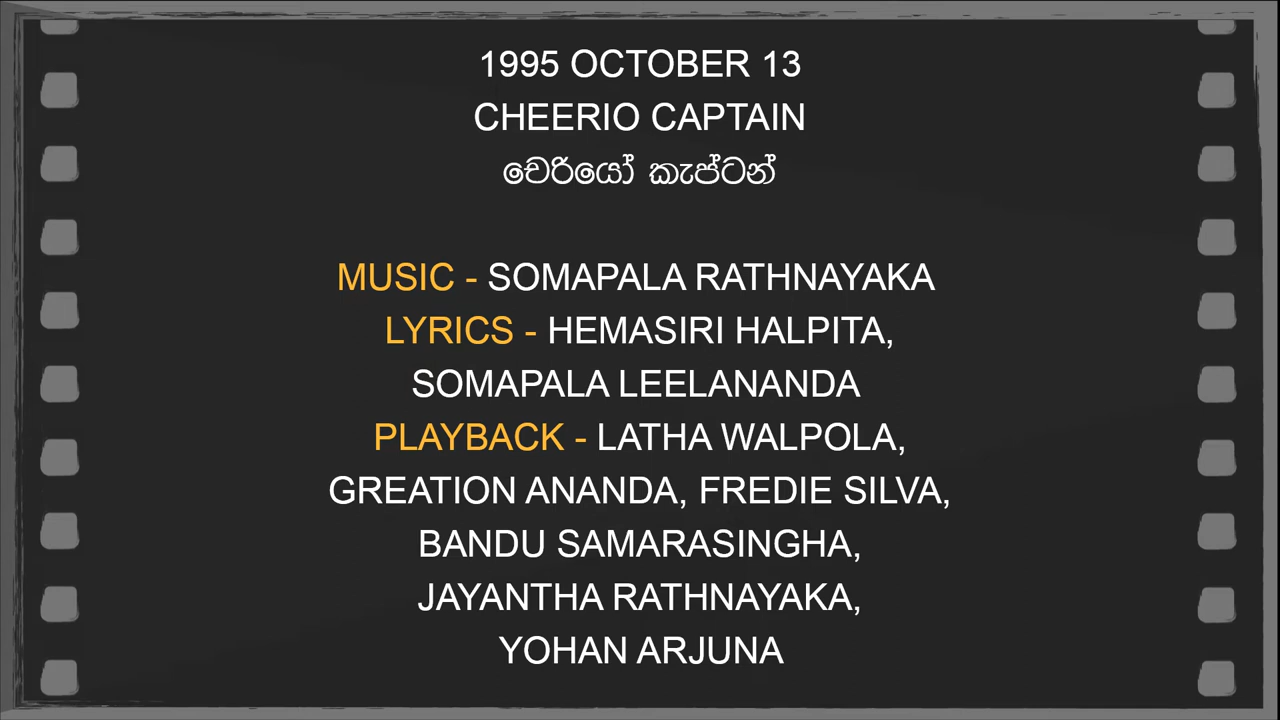 1995 OCTOBER 13
CHEERIO CAPTAIN
චෙරියෝ කැප්ටන්
MUSIC - SOMAPALA RATHNAYAKA
LYRICS - HEMASIRI HALPITA,
SOMAPALA LEELANANDA
PLAYBACK - LATHA WALPOLA,
GREATION ANANDA, FREDIE SILVA,
BANDU SAMARASINGHA,
JAYANTHA RATHNAYAKA,
YOHAN ARJUNA